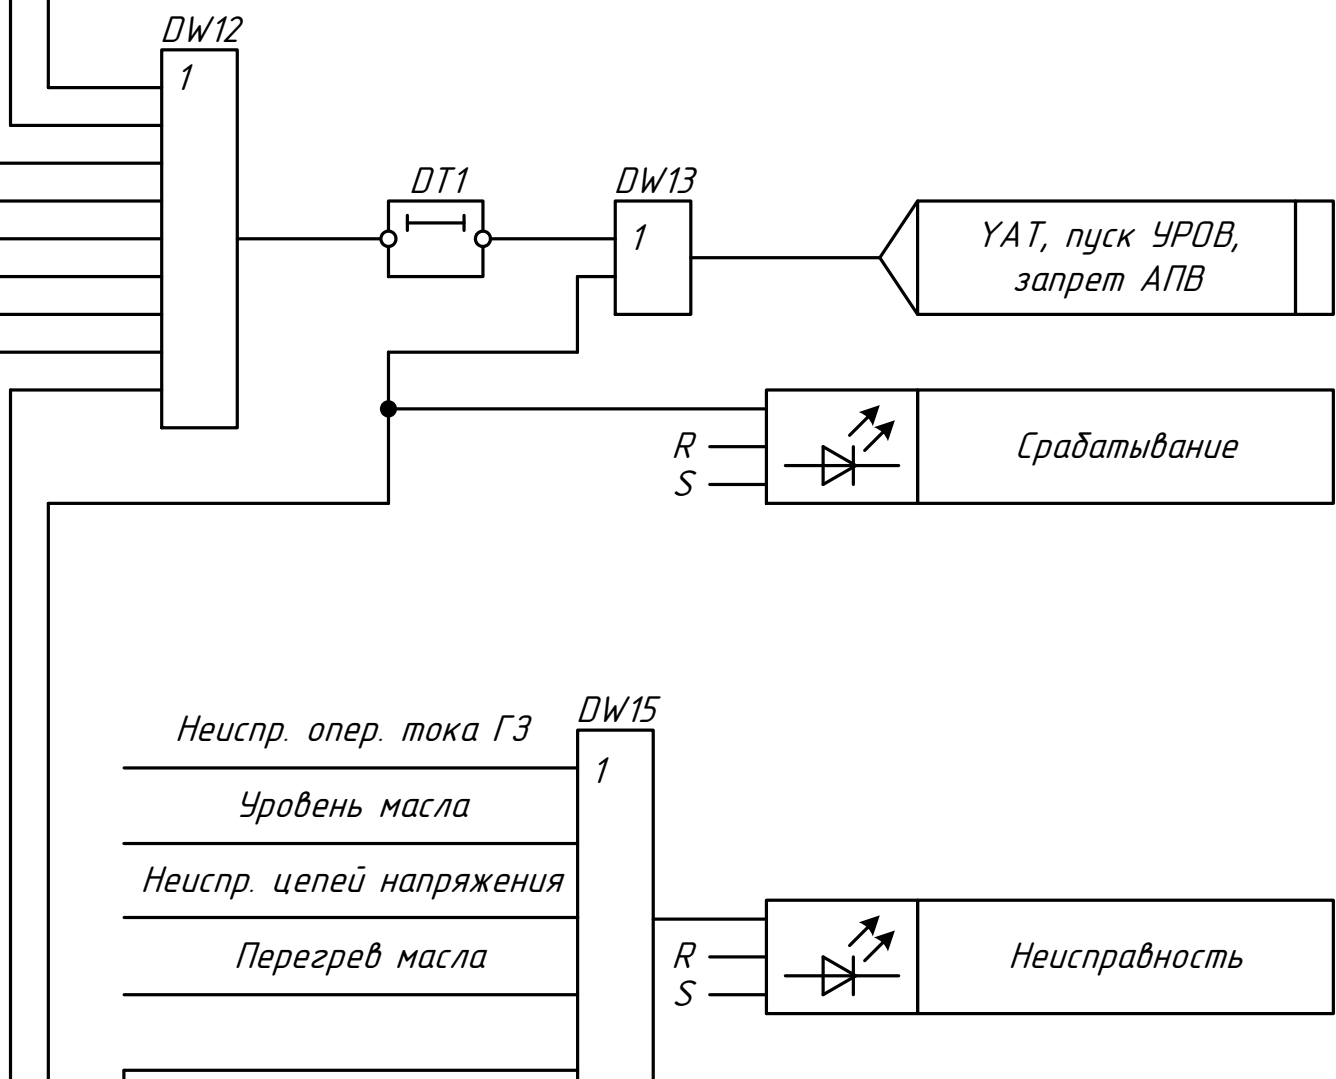 DW12
1
DT1
DW13
1
YAT, пуск УРОВ,
запрет АПВ
R
S
Срабатывание
DW15
1
Неиспр. опер. тока ГЗ
Уровень масла
Неиспр. цепей напряжения
Перегрев масла
R
S
Неисправность